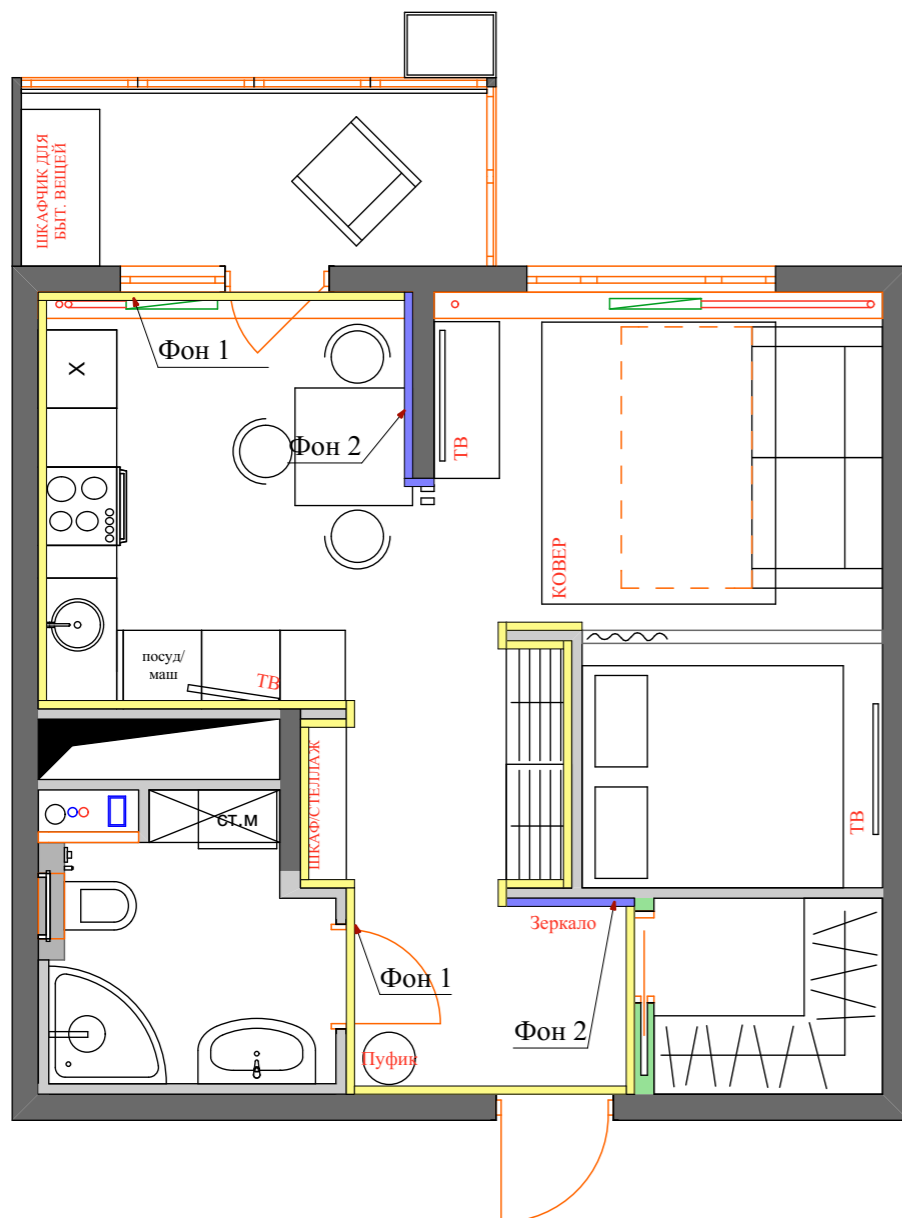 ШКАФЧИК ДЛЯ
БЫТ. ВЕЩЕЙ
Фон 1
X
Фон 2
ТВ
КОВЕР
посуд/
маш
ТВ
ШКАФ/СТЕЛЛАЖ
ст.м
ТВ
Зеркало
Фон 1
Фон 2
Пуфик